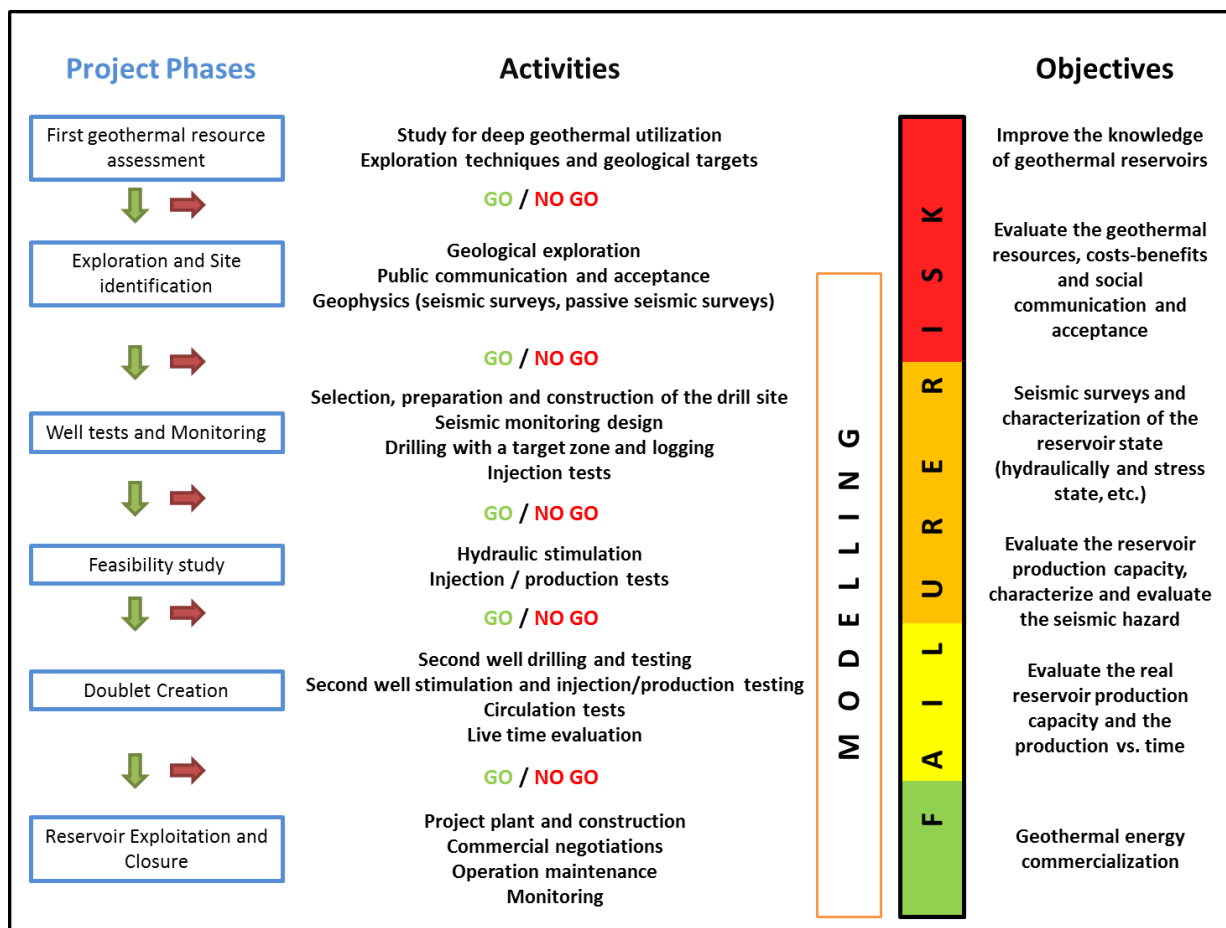 Project Phases
Activities
Objectives
First geothermal resource
assessment
Study for deep geothermal utilization
Exploration techniques and geological targets
Improve the knowledge
of geothermal reservoirs
GO / NO GO
Exploration and Site
identification
Geological exploration
Public communication and acceptance
Geophysics (seismic surveys, passive seismic surveys)
Evaluate the geothermal
resources, costs-benefits
and social
communication and
acceptance
GO / NO GO
Well tests and Monitoring
Selection, preparation and construction of the drill site
Seismic monitoring design
Drilling with a target zone and logging
Injection tests
Seismic surveys and
characterization of the
reservoir state
(hydraulically and stress
state, etc.)
GO / NO GO
Feasibility study
Hydraulic stimulation
Injection / production tests
Evaluate the reservoir
production capacity,
characterize and evaluate
the seismic hazard
GO / NO GO
Doublet Creation
Second well drilling and testing
Second well stimulation and injection/production testing
Circulation tests
Live time evaluation
Evaluate the real
reservoir production
capacity and the
production vs. time
GO / NO GO
Reservoir Exploitation and
Closure
Project plant and construction
Commercial negotiations
Operation maintenance
Monitoring
Geothermal energy
commercialization
MODELLING
FAILURE RISK